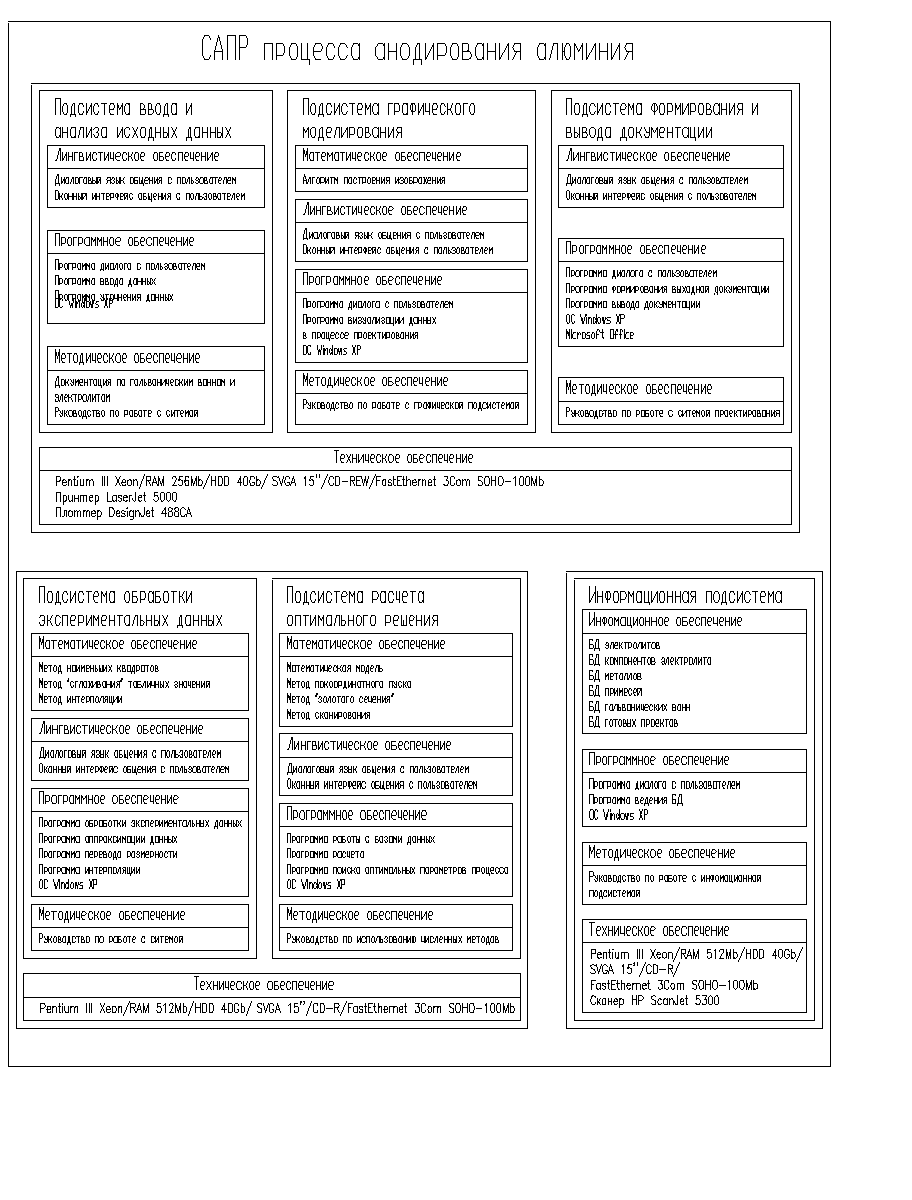 САПР процесса анодирования алюминия
Подсистема ввода и
анализа исходных данных
Лингвистическое обеспечение
Диалоговый язык общения с пользователем
Оконный интерфейс общения с пользователем
Программное обеспечение
Программа диалога с пользователем
Программа ввода данных
Программа уточнения данных
ОС Windows XP
Методическое обеспечение
Документация по гальваническим ваннам и
электролитам
Руководство по работе с ситемой
Подсистема графического
моделирования
Математическое обеспечение
Алгоритм построения изображения
Лингвистическое обеспечение
Диалоговый язык общения с пользователем
Оконный интерфейс общения с пользователем
Программное обеспечение
Программа диалога с пользователем
Программа визуализации данных
в процессе проектирования
ОС Windows XP
Методическое обеспечение
Руководство по работе с графической подсистемой
Подсистема формирования и
вывода документации
Лингвистическое обеспечение
Диалоговый язык общения с пользователем
Оконный интерфейс общения с пользователем
Программное обеспечение
Программа диалога с пользователем
Программа формирования выходной документации
Программа вывода документации
ОС Windows XP
Microsoft Office
Методическое обеспечение
Руководство по работе с ситемой проектирования
Техническое обеспечение
Pentium III Xeon/RAM 256Mb/HDD 40Gb/ SVGA 15"/CD-REW/FastEthernet 3Com SOHO-100Mb
Принтер LaserJet 5000
Плоттер DesignJet 488CA
Подсистема обработки
экспериментальных данных
Математическое обеспечение
Метод наименьших квадратов
Метод "сглаживания" табличных значения
Метод интерполяции
Лингвистическое обеспечение
Диалоговый язык общения с пользователем
Оконный интерфейс общения с пользователем
Программное обеспечение
Программа обработки экспериментальных данных
Программа аппроксимации данных
Программа перевода размерности
Программа интерполяции
ОС Windows XP
Методическое обеспечение
Руководство по работе с ситемой
Подсистема расчета
оптимального решения
Математическое обеспечение
Математическая модель
Метод покоординатного пуска
Метод "золотого сечения"
Метод сканирования
Лингвистическое обеспечение
Диалоговый язык общения с пользователем
Оконный интерфейс общения с пользователем
Программное обеспечение
Программа работы с базами данных
Программа расчета
Программа поиска оптимальных параметров процесса
ОС Windows XP
Методическое обеспечение
Руководство по использованию численных методов
Техническое обеспечение
Pentium III Xeon/RAM 512Mb/HDD 40Gb/ SVGA 15"/CD-R/FastEthernet 3Com SOHO-100Mb
Информационная подсистема
Инфомационное обеспечение
БД электролитов
БД компонентов электролита
БД металлов
БД примесей
БД гальванических ванн
БД готовых проектов
Программное обеспечение
Программа диалога с пользователем
Программа ведения БД
ОС Windows XP
Методическое обеспечение
Руководство по работе с инфомационной
подсистемой
Техническое обеспечение
Pentium III Xeon/RAM 512Mb/HDD 40Gb/
SVGA 15"/CD-R/
FastEthernet 3Com SOHO-100Mb
Сканер HP ScanJet 5300